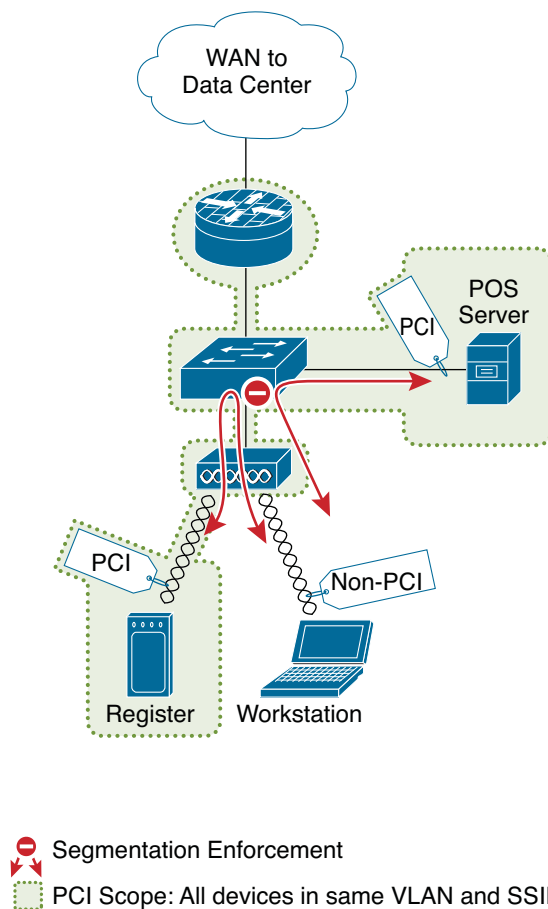 WAN to
Data Center
POS
Server
PCI
PCI
Non-PCI
Register
Workstation
Segmentation Enforcement
PCI Scope: All devices in same VLAN and